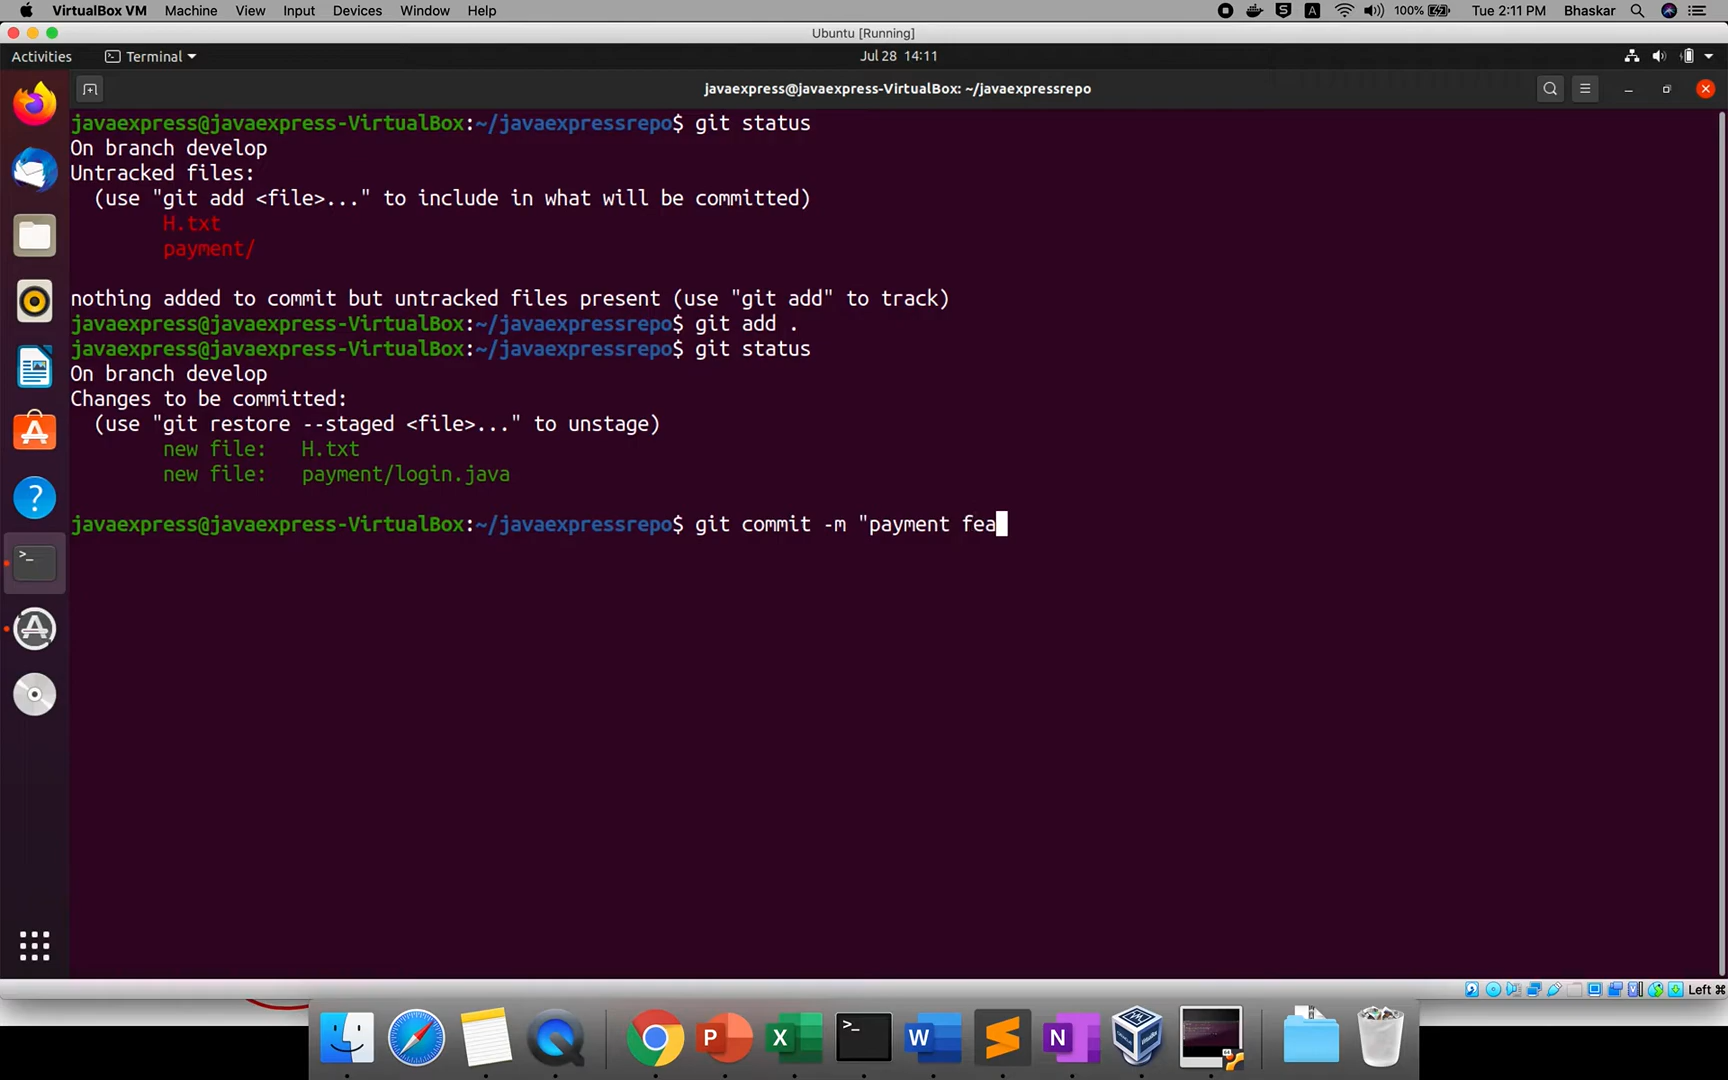 VirtualBox VM Machine View Input Devices Window Help 100% Tue 2:11 PM Bhaskar
Ubuntu [Running]
Activities Terminal Jul 28 14:11
javaexpress@javaexpress-VirtualBox: ~/javaexpressrepo
javaexpress@javaexpress-VirtualBox:~/javaexpressrepo$ git status
On branch develop
Untracked files:
(use "git add <file>..." to include in what will be committed)
H.txt
payment/
nothing added to commit but untracked files present (use "git add" to track)
javaexpress@javaexpress-VirtualBox:~/javaexpressrepo$ git add .
javaexpress@javaexpress-VirtualBox:~/javaexpressrepo$ git status
On branch develop
Changes to be committed:
(use "git restore --staged <file>..." to unstage)
new file: H.txt
new file: payment/login.java
javaexpress@javaexpress-VirtualBox:~/javaexpressrepo$ git commit -m "payment fea
Left ⌘